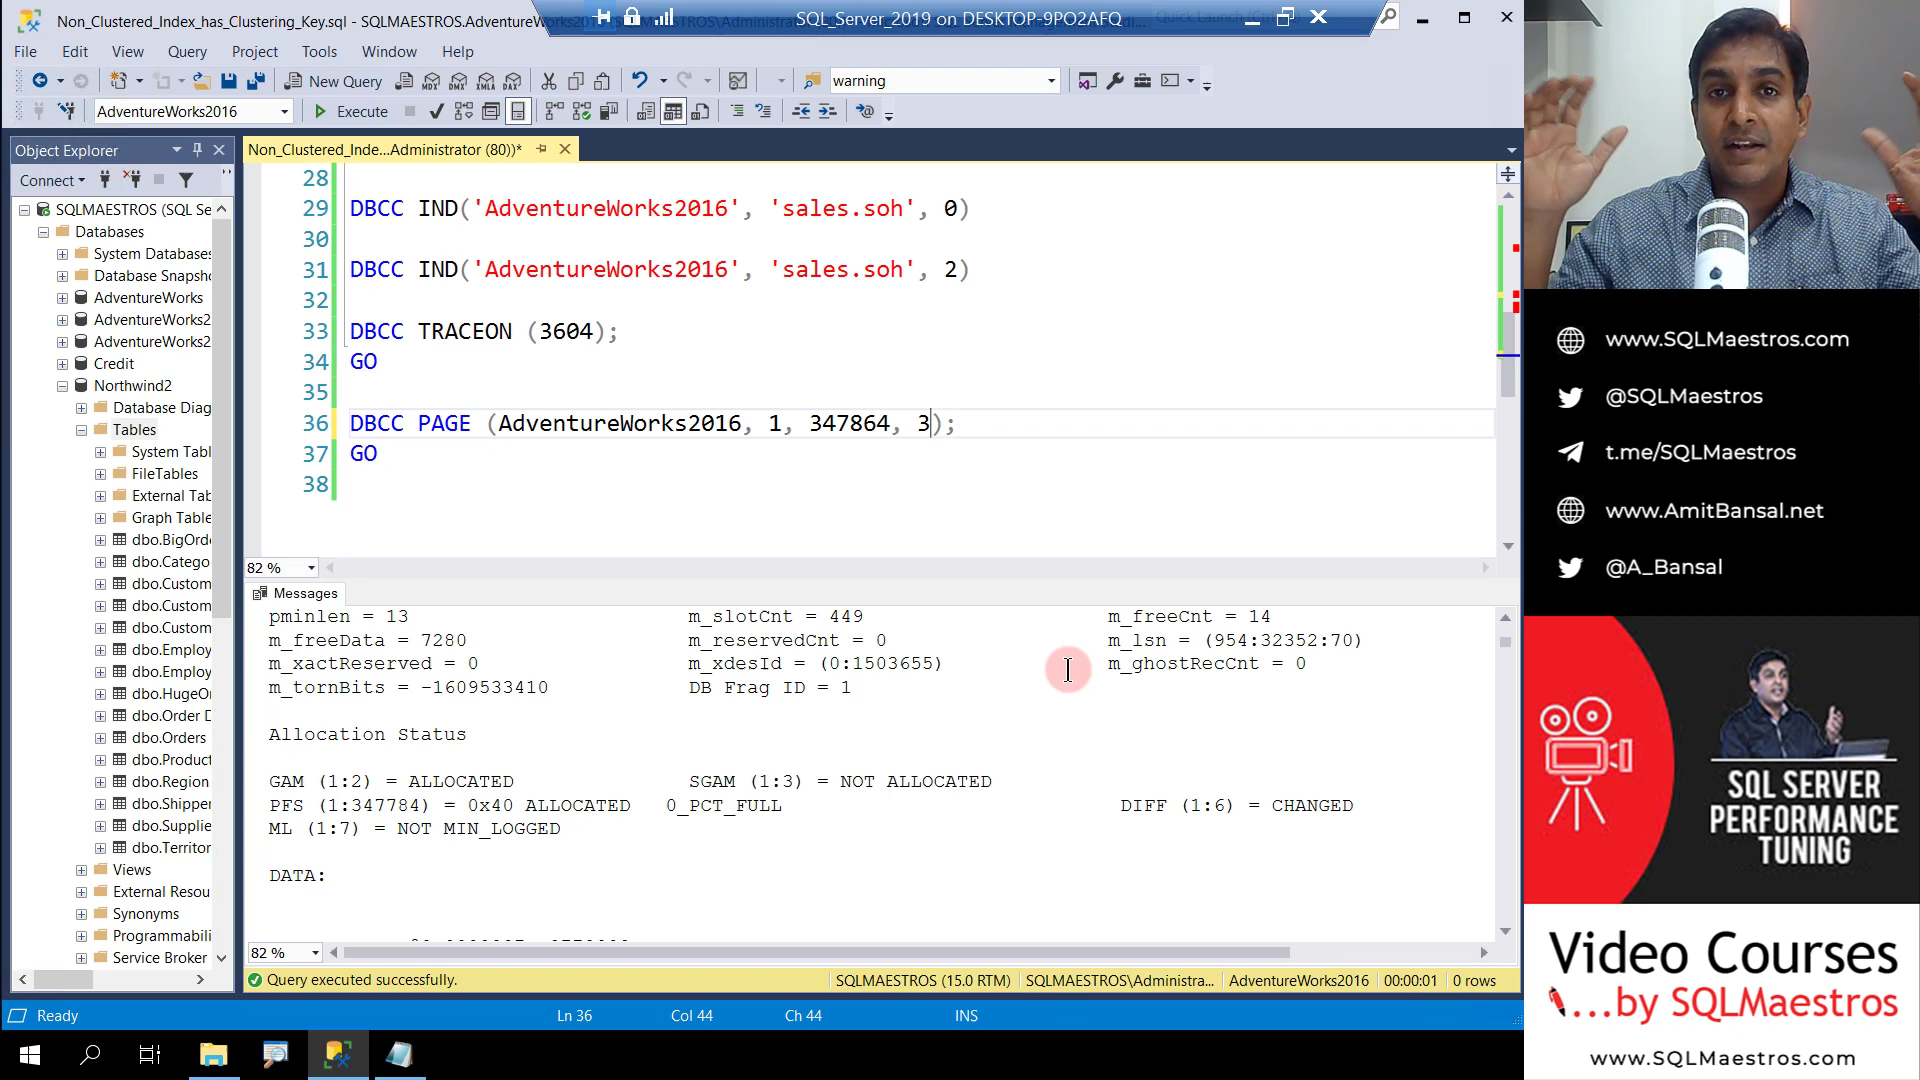 Non_Clustered_Index_has_Clustering_Key.sql - SQLMAESTROS.AdventureWorks20
SQL_Server_2019 on DESKTOP-9PO2AFQ
File Edit View Query Project Tools Window Help
New Query
warning
AdventureWorks2016
Execute
Object Explorer
Non_Clustered_Inde...Administrator (80))*
Connect
SQLMAESTROS (SQL Se
Databases
System Databases
Database Snapsho
AdventureWorks
AdventureWorks2
AdventureWorks2
Credit
Northwind2
Database Diag
Tables
System Tabl
FileTables
External Tab
Graph Table
dbo.BigOrde
dbo.Catego
dbo.Custom
dbo.Custom
dbo.Custom
dbo.Employ
dbo.Employ
dbo.HugeOr
dbo.Order D
dbo.Orders
dbo.Product
dbo.Region
dbo.Shipper
dbo.Supplie
dbo.Territor
Views
External Resou
Synonyms
Programmabili
Service Broker
28
29 DBCC IND('AdventureWorks2016', 'sales.soh', 0)
30
31 DBCC IND('AdventureWorks2016', 'sales.soh', 2)
32
33 DBCC TRACEON (3604);
34 GO
35
36 DBCC PAGE (AdventureWorks2016, 1, 347864, 3);
37 GO
38
82 %
Messages
pminlen = 13 m_slotCnt = 449 m_freeCnt = 14
m_freeData = 7280 m_reservedCnt = 0 m_lsn = (954:32352:70)
m_xactReserved = 0 m_xdesId = (0:1503655) m_ghostRecCnt = 0
m_tornBits = -1609533410 DB Frag ID = 1
Allocation Status
GAM (1:2) = ALLOCATED SGAM (1:3) = NOT ALLOCATED
PFS (1:347784) = 0x40 ALLOCATED 0_PCT_FULL DIFF (1:6) = CHANGED
ML (1:7) = NOT MIN_LOGGED
DATA:
82 %
Query executed successfully. SQLMAESTROS (15.0 RTM) SQLMAESTROS\Administra... AdventureWorks2016 00:00:01 0 rows
Ready Ln 36 Col 44 Ch 44 INS
www.SQLMaestros.com
@SQLMaestros
t.me/SQLMaestros
www.AmitBansal.net
@A_Bansal
SQL SERVER
PERFORMANCE
TUNING
Video Courses
...by SQLMaestros
www.SQLMaestros.com